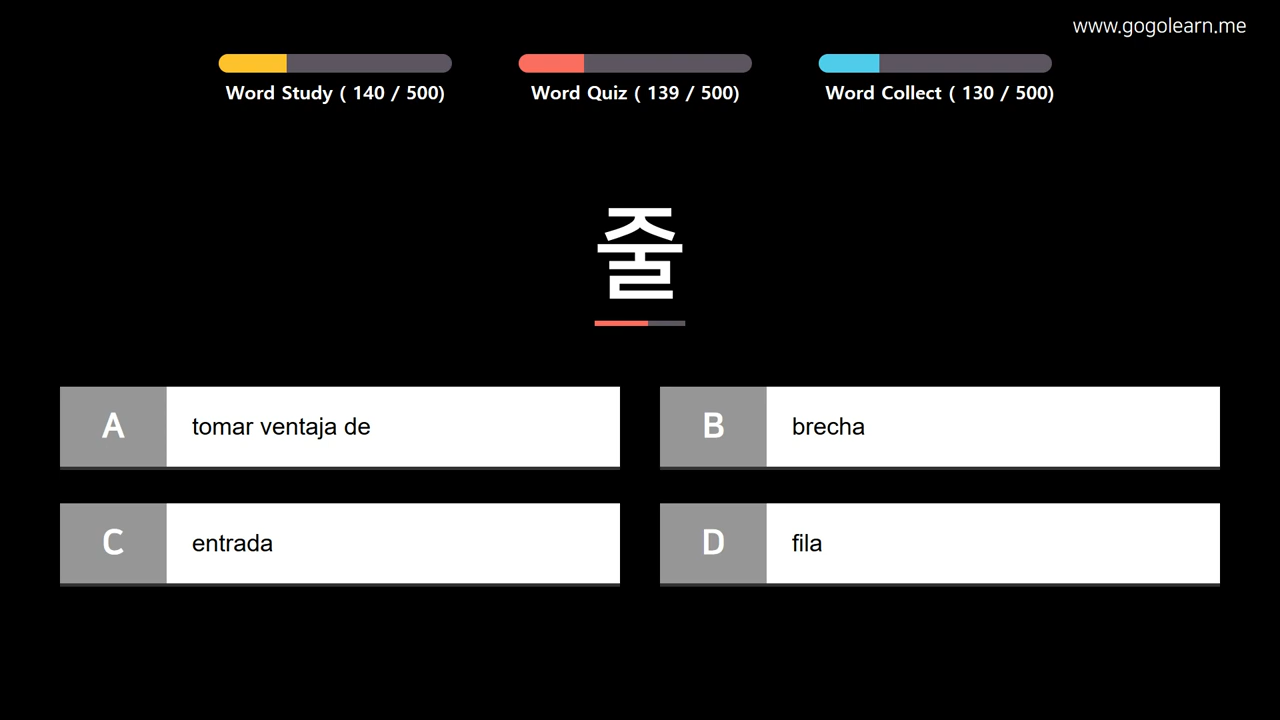 www.gogolearn.me
Word Study ( 140 / 500)
Word Quiz ( 139 / 500)
Word Collect ( 130 / 500)
줄
A tomar ventaja de
B brecha
C entrada
D fila